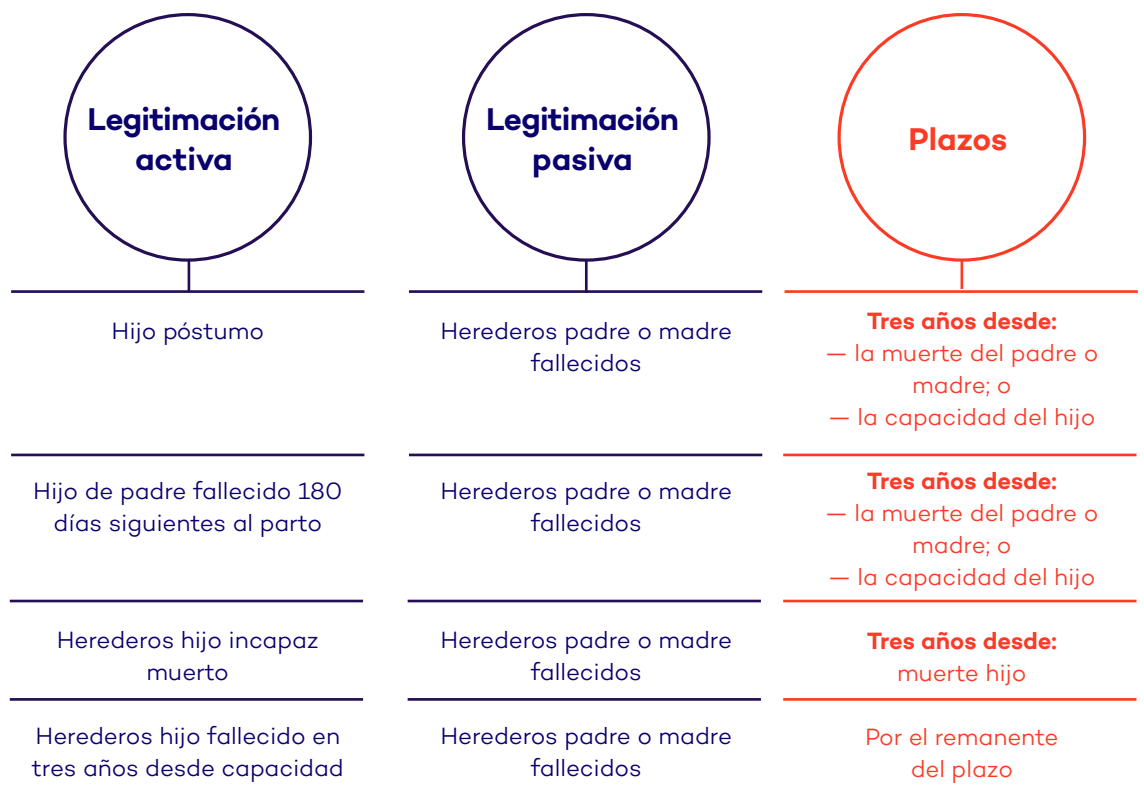 Legitimación
activa
Legitimación
pasiva
Plazos
Hijo póstumo
Herederos padre o madre
fallecidos
Tres años desde:
— la muerte del padre o
madre; o
— la capacidad del hijo
Hijo de padre fallecido 180
días siguientes al parto
Herederos padre o madre
fallecidos
Tres años desde:
— la muerte del padre o
madre; o
— la capacidad del hijo
Herederos hijo incapaz
muerto
Herederos padre o madre
fallecidos
Tres años desde:
muerte hijo
Herederos hijo fallecido en
tres años desde capacidad
Herederos padre o madre
fallecidos
Por el remanente
del plazo